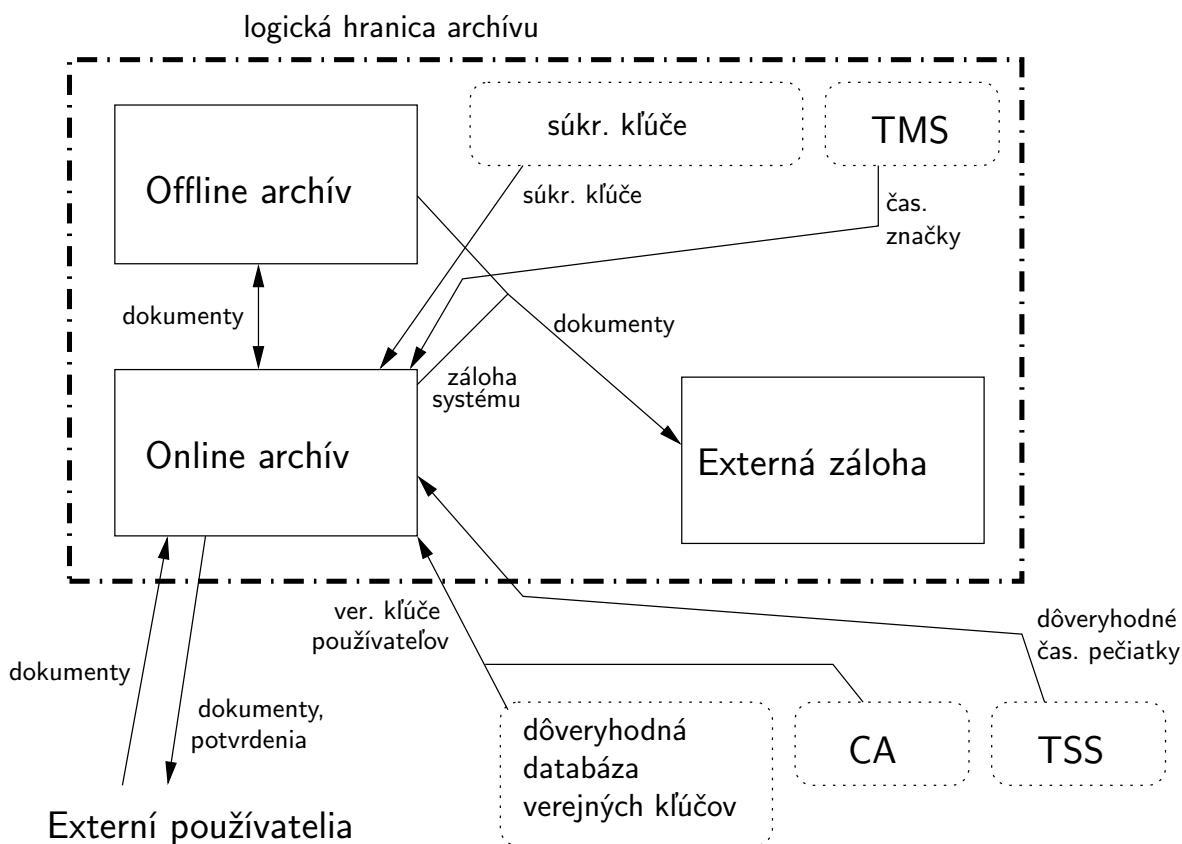 logická hranica archívu
súkr. kľúče
TMS
Offline archív
súkr. kľúče
čas.
značky
dokumenty
dokumenty
záloha
systému
Online archív
Externá záloha
ver. kľúče
používateľov
dôveryhodné
čas. pečiatky
dokumenty
dokumenty,
potvrdenia
dôveryhodná
databáza
verejných kľúčov
CA
TSS
Externí používatelia